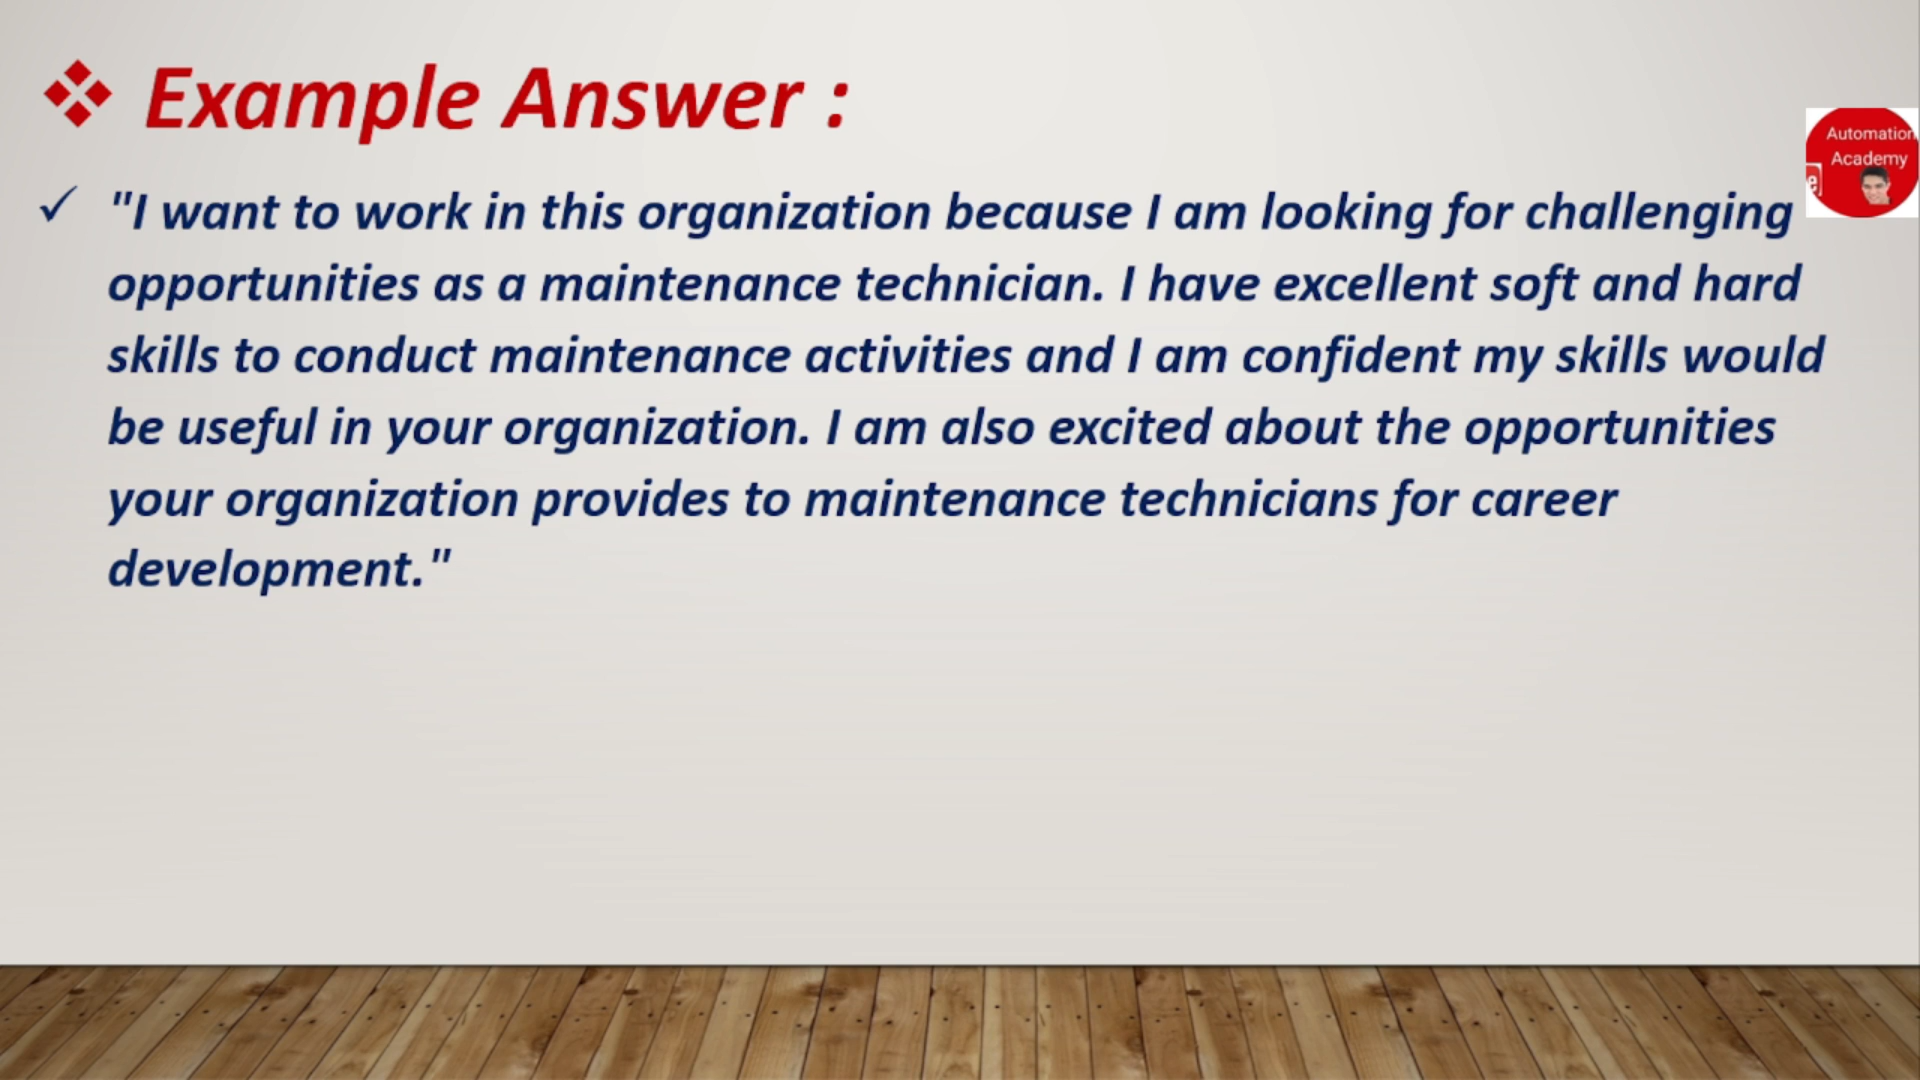 Example Answer :
Automation
Academy
"I want to work in this organization because I am looking for challenging
opportunities as a maintenance technician. I have excellent soft and hard
skills to conduct maintenance activities and I am confident my skills would
be useful in your organization. I am also excited about the opportunities
your organization provides to maintenance technicians for career
development."